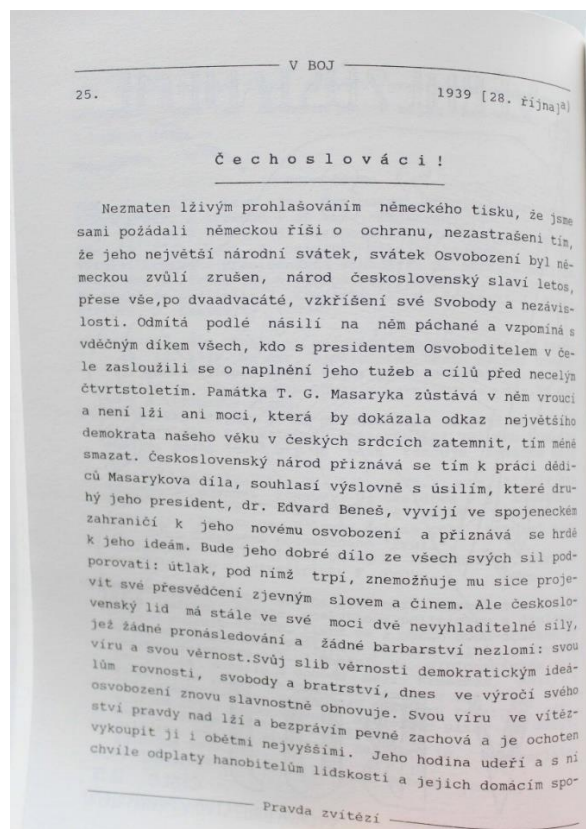 V BOJ
25. 1939 [28. října]a]
Čechoslováci!
Nezmaten lživým prohlašováním německého tisku, že jsme
sami požádali německou říši o ochranu, nezastrašeni tím,
že jeho největší národní svátek, svátek Osvobození byl ně-
meckou zvůlí zrušen, národ československý slaví letos,
přese vše,po dvaadvacáté, vzkříšení své Svobody a nezávis-
losti. Odmítá podlé násilí na něm páchané a vzpomíná s
vděčným díkem všech, kdo s presidentem Osvoboditelem v če-
le zasloužili se o naplnění jeho tužeb a cílů před necelým
čtvrtstoletím. Památka T. G. Masaryka zůstává v něm vroucí
a není lži ani moci, která by dokázala odkaz největšího
demokrata našeho věku v českých srdcích zatemnit, tím méně
smazat. Československý národ přiznává se tím k práci dědi-
ců Masarykova díla, souhlasí výslovně s úsilím, které dru-
hý jeho president, dr. Edvard Beneš, vyvíjí ve spojeneckém
zahraničí k jeho novému osvobození a přiznává se hrdě
k jeho ideám. Bude jeho dobré dílo ze všech svých sil pod-
porovati: útlak, pod nímž trpí, znemožňuje mu sice proje-
vit své přesvědčení zjevným slovem a činem. Ale českoslo-
venský lid má stále ve své moci dvě nevyhladitelné síly,
jež žádné pronásledování a žádné barbarství nezlomí: svou
víru a svou věrnost.Svůj slib věrnosti demokratickým ideá-
lům rovnosti, svobody a bratrství, dnes ve výročí svého
osvobození znovu slavnostně obnovuje. Svou víru ve vítěz-
ství pravdy nad lží a bezprávím pevně zachová a je ochoten
vykoupit ji i obětmi nejvyššími. Jeho hodina udeří a s ní
chvíle odplaty hanobitelům lidskosti a jejich domácím spo-
Pravda zvítězí